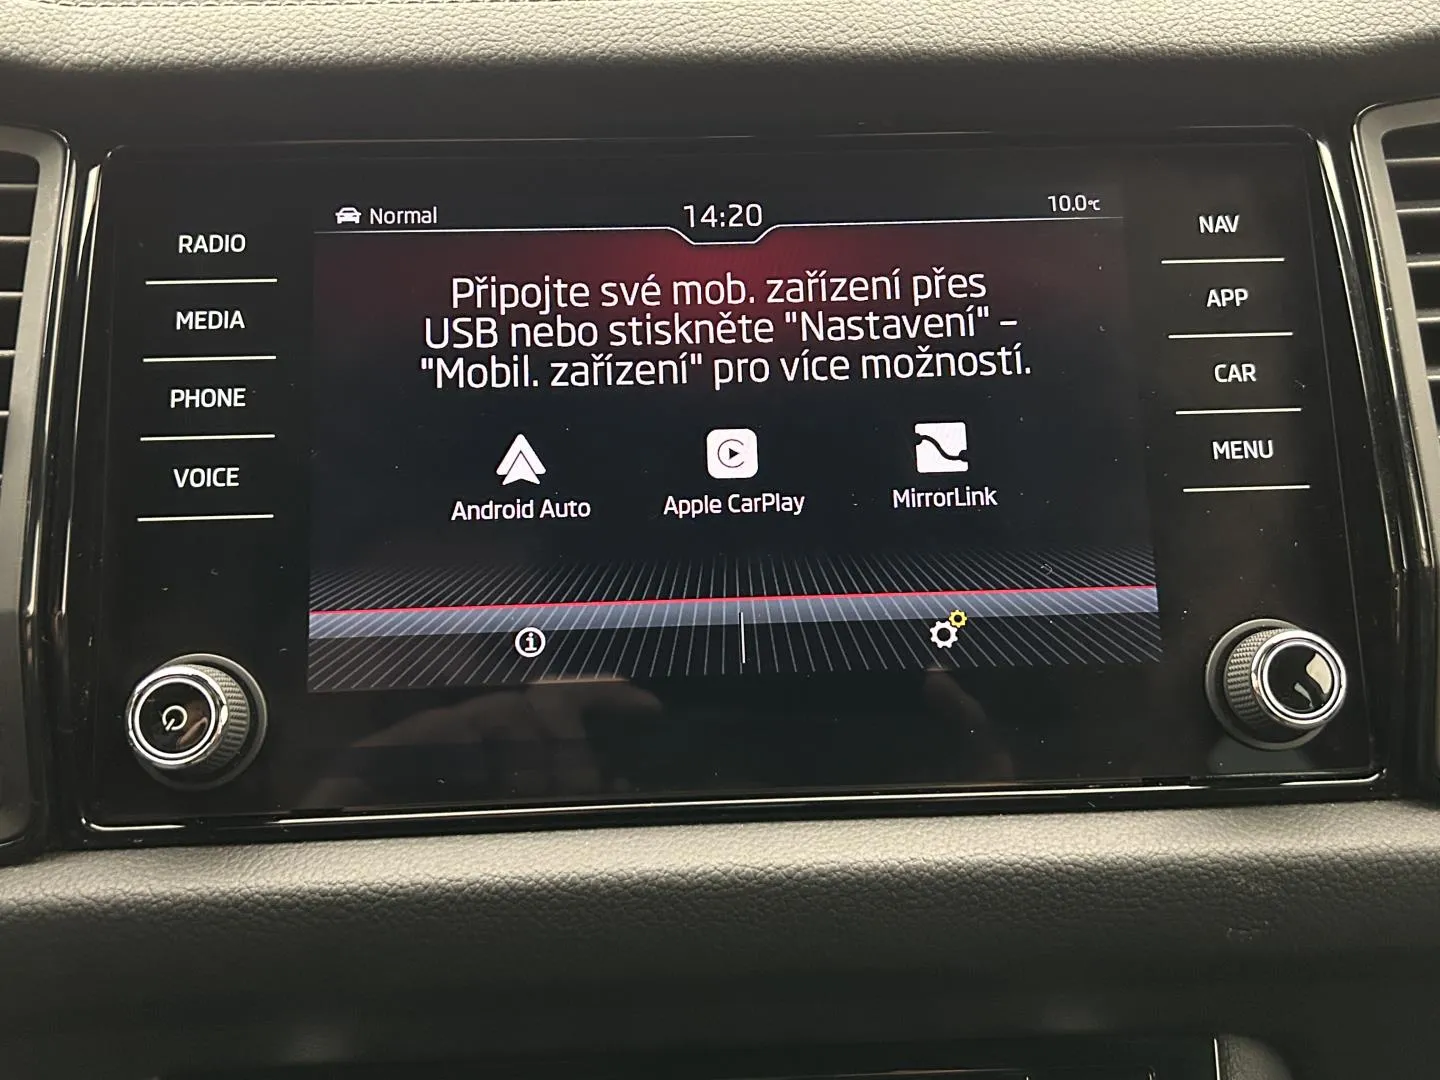 Normal
14:20
10.0°C
RADIO
MEDIA
PHONE
VOICE
Připojte své mob. zařízení přes
USB nebo stiskněte "Nastavení" –
"Mobil. zařízení" pro více možností.
Android Auto
Apple CarPlay
MirrorLink
NAV
APP
CAR
MENU